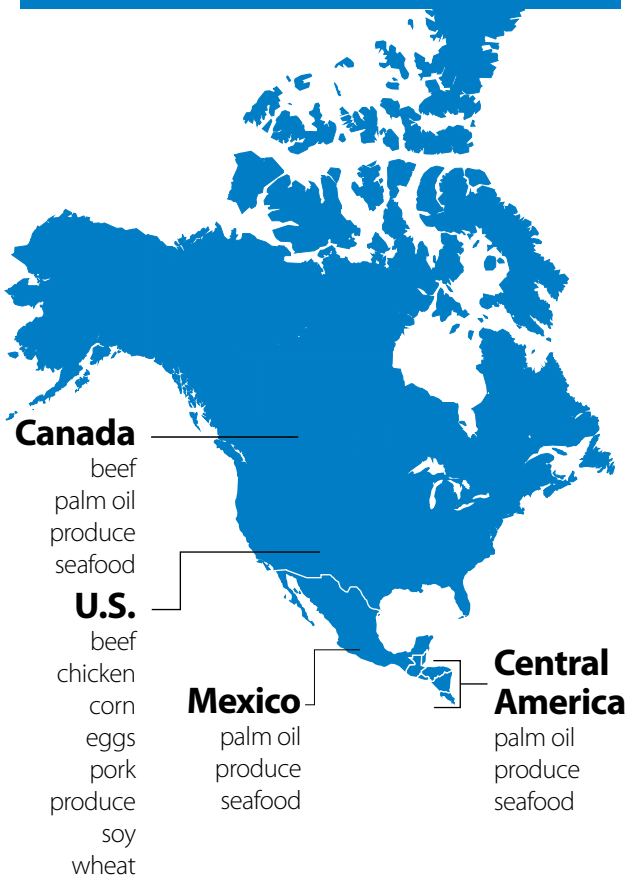 Canada
beef
palm oil
produce
seafood
U.S.
beef
chicken
corn
eggs
pork
produce
soy
wheat
Mexico
palm oil
produce
seafood
Central
America
palm oil
produce
seafood